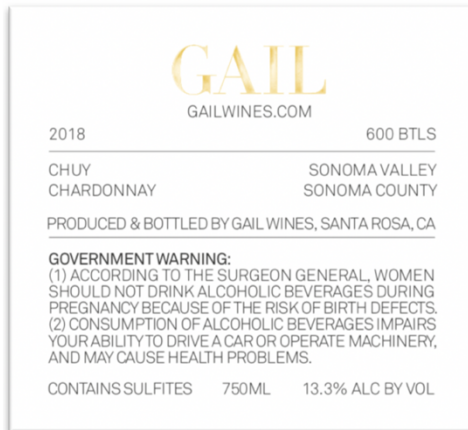 GAIL
GAILWINES.COM
2018 600 BTLS
CHUY SONOMA VALLEY
CHARDONNAY SONOMA COUNTY
PRODUCED & BOTTLED BY GAIL WINES, SANTA ROSA, CA
GOVERNMENT WARNING:
(1) ACCORDING TO THE SURGEON GENERAL, WOMEN
SHOULD NOT DRINK ALCOHOLIC BEVERAGES DURING
PREGNANCY BECAUSE OF THE RISK OF BIRTH DEFECTS.
(2) CONSUMPTION OF ALCOHOLIC BEVERAGES IMPAIRS
YOUR ABILITY TO DRIVE A CAR OR OPERATE MACHINERY,
AND MAY CAUSE HEALTH PROBLEMS.
CONTAINS SULFITES 750ML 13.3% ALC BY VOL